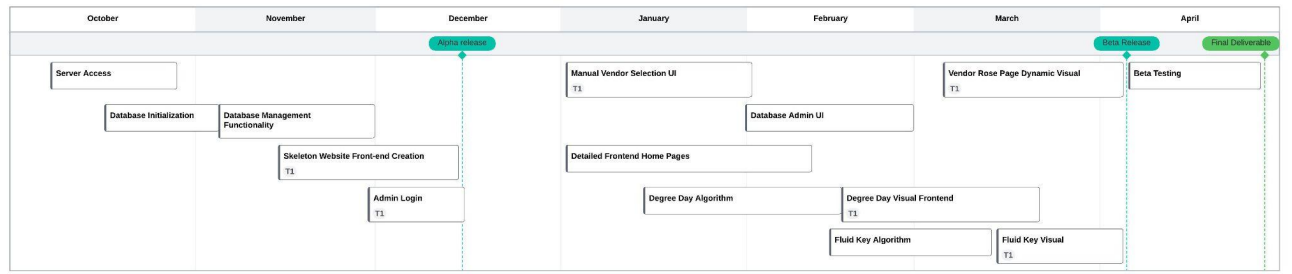 October November December January February March April
Alpha release Beta Release Final Deliverable
Server Access Manual Vendor Selection UI Vendor Rose Page Dynamic Visual Beta Testing
T1 T1
Database Initialization Database Management Database Admin UI
Functionality
Skeleton Website Front-end Creation Detailed Frontend Home Pages
T1
Admin Login Degree Day Algorithm Degree Day Visual Frontend
T1 T1
Fluid Key Algorithm Fluid Key Visual
T1